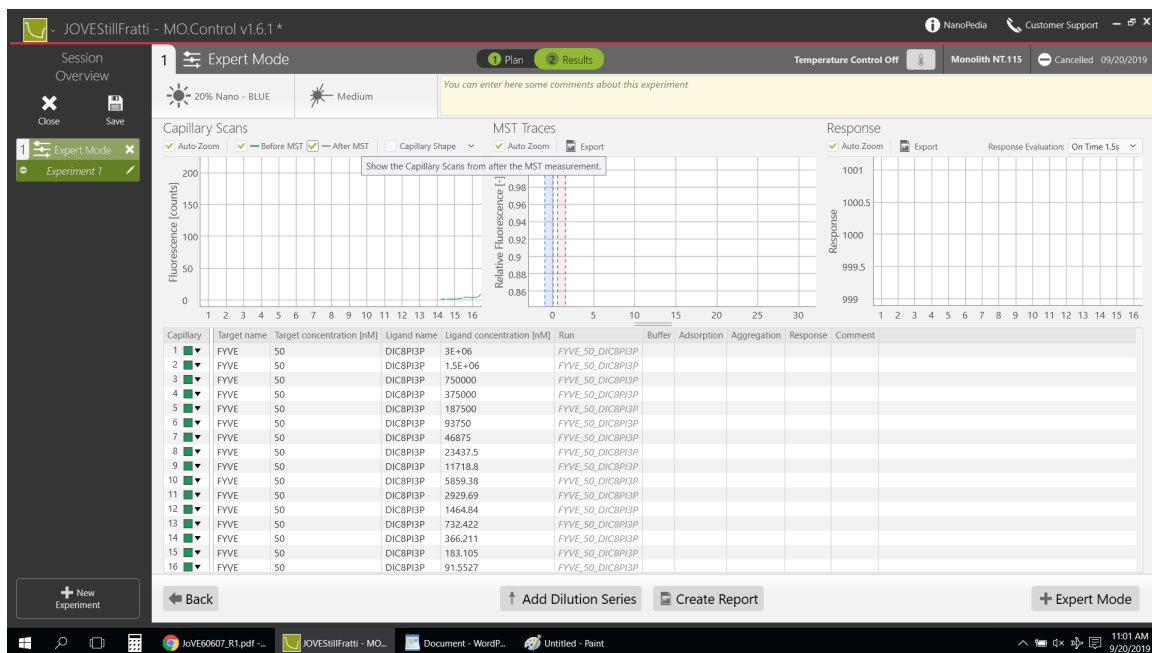 JOVEStillFratti - MO.Control v1.6.1 *
NanoPedia
Customer Support
Session
Overview
Close
Save
1 Expert Mode
Experiment 1
1 Expert Mode
1 Plan
2 Results
Temperature Control Off
Monolith NT.115
Cancelled 09/20/2019
20% Nano - BLUE
Medium
You can enter here some comments about this experiment
Capillary Scans
Auto Zoom
Before MST
After MST
Capillary Shape
Show the Capillary Scans from after the MST measurement.
Fluorescence [counts]
200
150
100
50
0
1 2 3 4 5 6 7 8 9 10 11 12 13 14 15 16
MST Traces
Auto Zoom
Export
Relative Fluorescence [-]
0.98
0.96
0.94
0.92
0.9
0.88
0.86
0 5 10 15 20 25 30
Response
Auto Zoom
Export
Response Evaluation: On Time 1.5s
Response
1001
1000.5
1000
999.5
999
1 2 3 4 5 6 7 8 9 10 11 12 13 14 15 16
Capillary Target name Target concentration [nM] Ligand name Ligand concentration [nM] Run Buffer Adsorption Aggregation Response Comment
1 FYVE 50 DIC8PI3P 3E+06 FYVE_50_DIC8PI3P
2 FYVE 50 DIC8PI3P 1.5E+06 FYVE_50_DIC8PI3P
3 FYVE 50 DIC8PI3P 750000 FYVE_50_DIC8PI3P
4 FYVE 50 DIC8PI3P 375000 FYVE_50_DIC8PI3P
5 FYVE 50 DIC8PI3P 187500 FYVE_50_DIC8PI3P
6 FYVE 50 DIC8PI3P 93750 FYVE_50_DIC8PI3P
7 FYVE 50 DIC8PI3P 46875 FYVE_50_DIC8PI3P
8 FYVE 50 DIC8PI3P 23437.5 FYVE_50_DIC8PI3P
9 FYVE 50 DIC8PI3P 11718.8 FYVE_50_DIC8PI3P
10 FYVE 50 DIC8PI3P 5859.38 FYVE_50_DIC8PI3P
11 FYVE 50 DIC8PI3P 2929.69 FYVE_50_DIC8PI3P
12 FYVE 50 DIC8PI3P 1464.84 FYVE_50_DIC8PI3P
13 FYVE 50 DIC8PI3P 732.422 FYVE_50_DIC8PI3P
14 FYVE 50 DIC8PI3P 366.211 FYVE_50_DIC8PI3P
15 FYVE 50 DIC8PI3P 183.105 FYVE_50_DIC8PI3P
16 FYVE 50 DIC8PI3P 91.5527 FYVE_50_DIC8PI3P
New
Experiment
Back
Add Dilution Series
Create Report
Expert Mode
JoVE60607_R1.pdf -...
JOVEStillFratti - MO...
Document - WordP...
Untitled - Paint
11:01 AM
9/20/2019